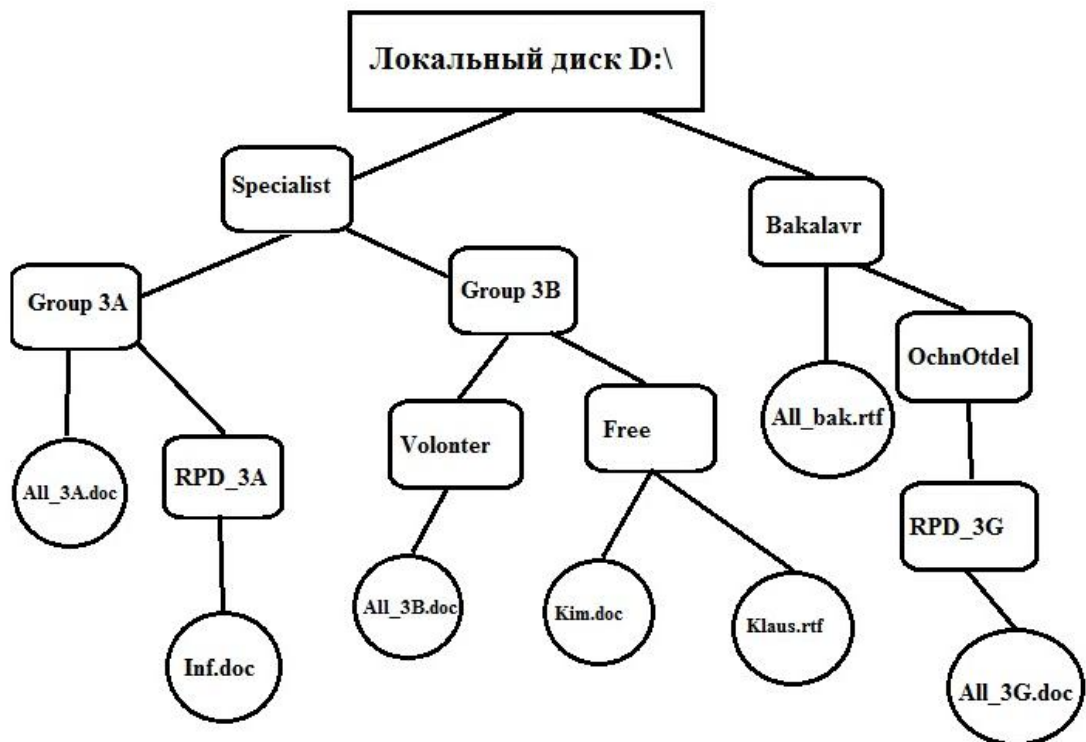 Локальный диск D:\
Specialist
Bakalavr
Group 3A
Group 3B
OchnOtdel
All_bak.rtf
Volonter
Free
All_3A.doc
RPD_3A
RPD_3G
All_3B.doc
Kim.doc
Klaus.rtf
Inf.doc
All_3G.doc